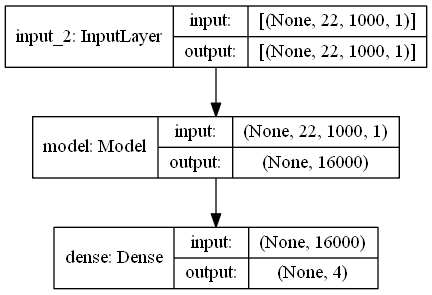 input_2: InputLayer
input: [(None, 22, 1000, 1)]
output: [(None, 22, 1000, 1)]
model: Model
input: (None, 22, 1000, 1)
output: (None, 16000)
dense: Dense
input: (None, 16000)
output: (None, 4)